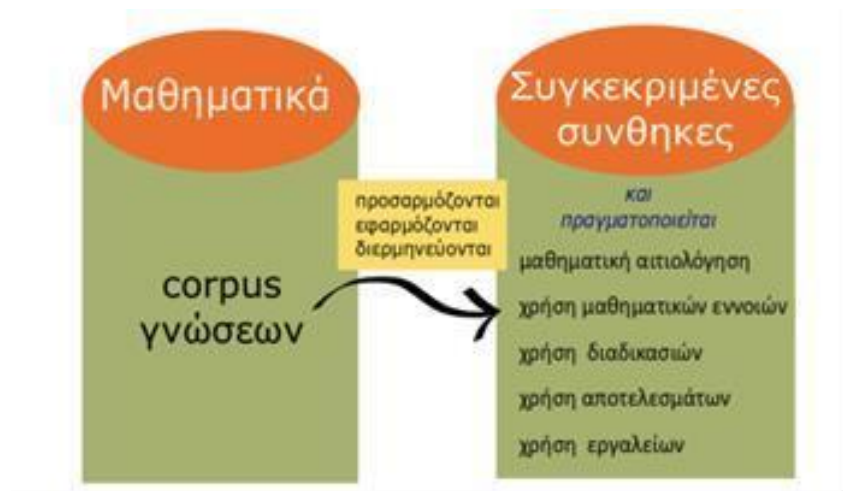 Μαθηματικά
corpus
γνώσεων
προσαρμόζονται
εφαρμόζονται
διερμηνεύονται
Συγκεκριμένες
συνθηκες
και
πραγματοποιείται
μαθηματική αιτιολόγηση
χρήση μαθηματικών εννοιών
χρήση διαδικασιών
χρήση αποτελεσμάτων
χρήση εργαλείων